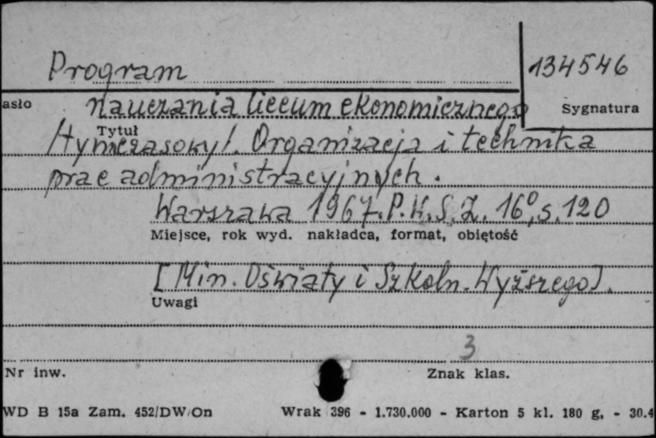 Program
134546
asło
nauczania liceum ekonomicznego
Sygnatura
Tytuł
/tymczasowy/. Organizacja i technika
prac administracyjnych.
Warszawa 1967. P.W.S.Z. 16°, s. 120
Miejsce, rok wyd. nakładca, format, objętość
[Min. Oświaty i Szkoln. Wyższego].
Uwagi
3
Nr inw.
Znak klas.
WD B 15a Zam. 452/DW/On Wrak 396 - 1.730.000 - Karton 5 kl. 180 g. - 30.4